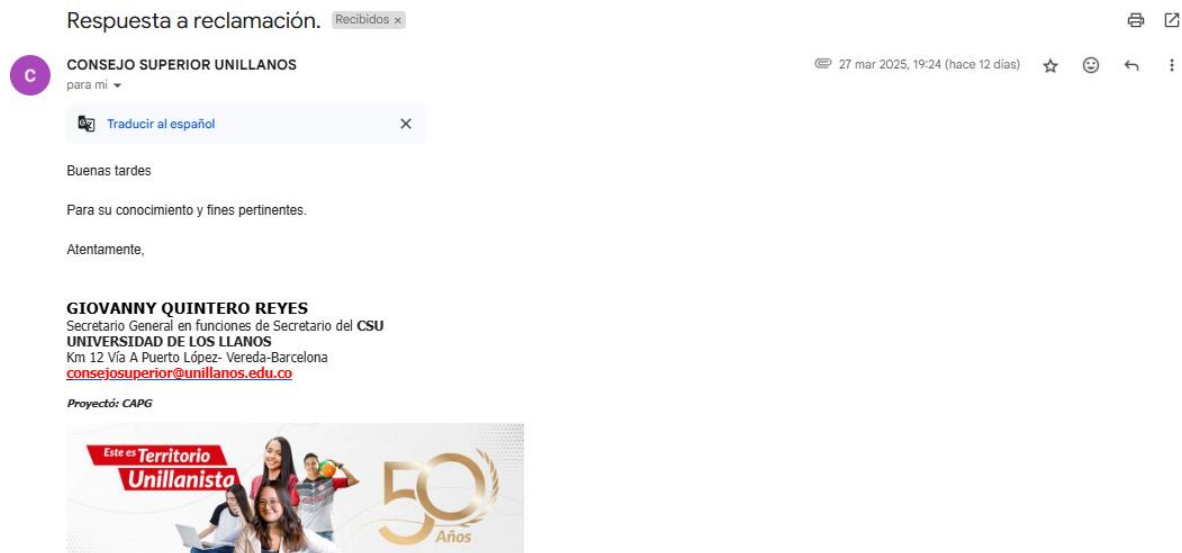 Respuesta a reclamación. Recibidos ×
C
CONSEJO SUPERIOR UNILLANOS
27 mar 2025, 19:24 (hace 12 días)
para mí
Traducir al español ×
Buenas tardes
Para su conocimiento y fines pertinentes.
Atentamente,
GIOVANNY QUINTERO REYES
Secretario General en funciones de Secretario del CSU
UNIVERSIDAD DE LOS LLANOS
Km 12 Vía A Puerto López- Vereda-Barcelona
consejosuperior@unillanos.edu.co
Proyectó: CAPG
Este es Territorio
Unillanista
50
Años